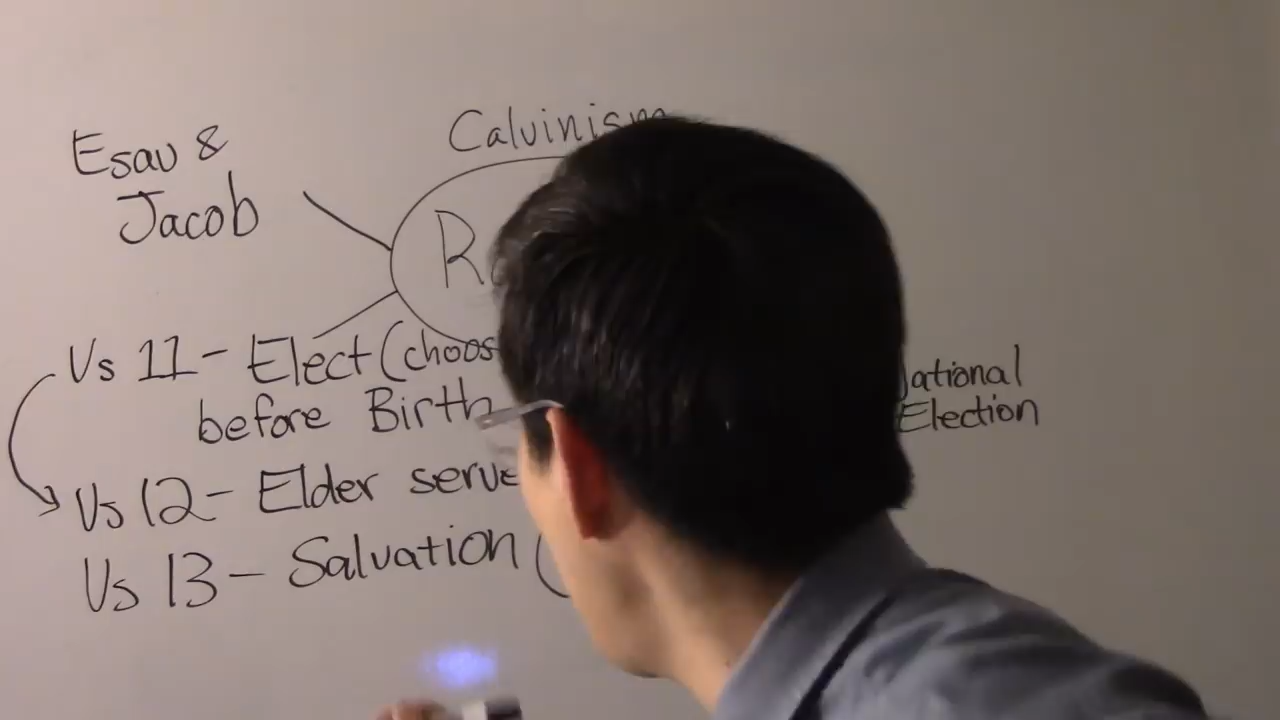 Calvinism
Esau &
Jacob
Vs 11 - Elect (choos
before Birth
ational
Election
Vs 12 - Elder serve
Vs 13 - Salvation (